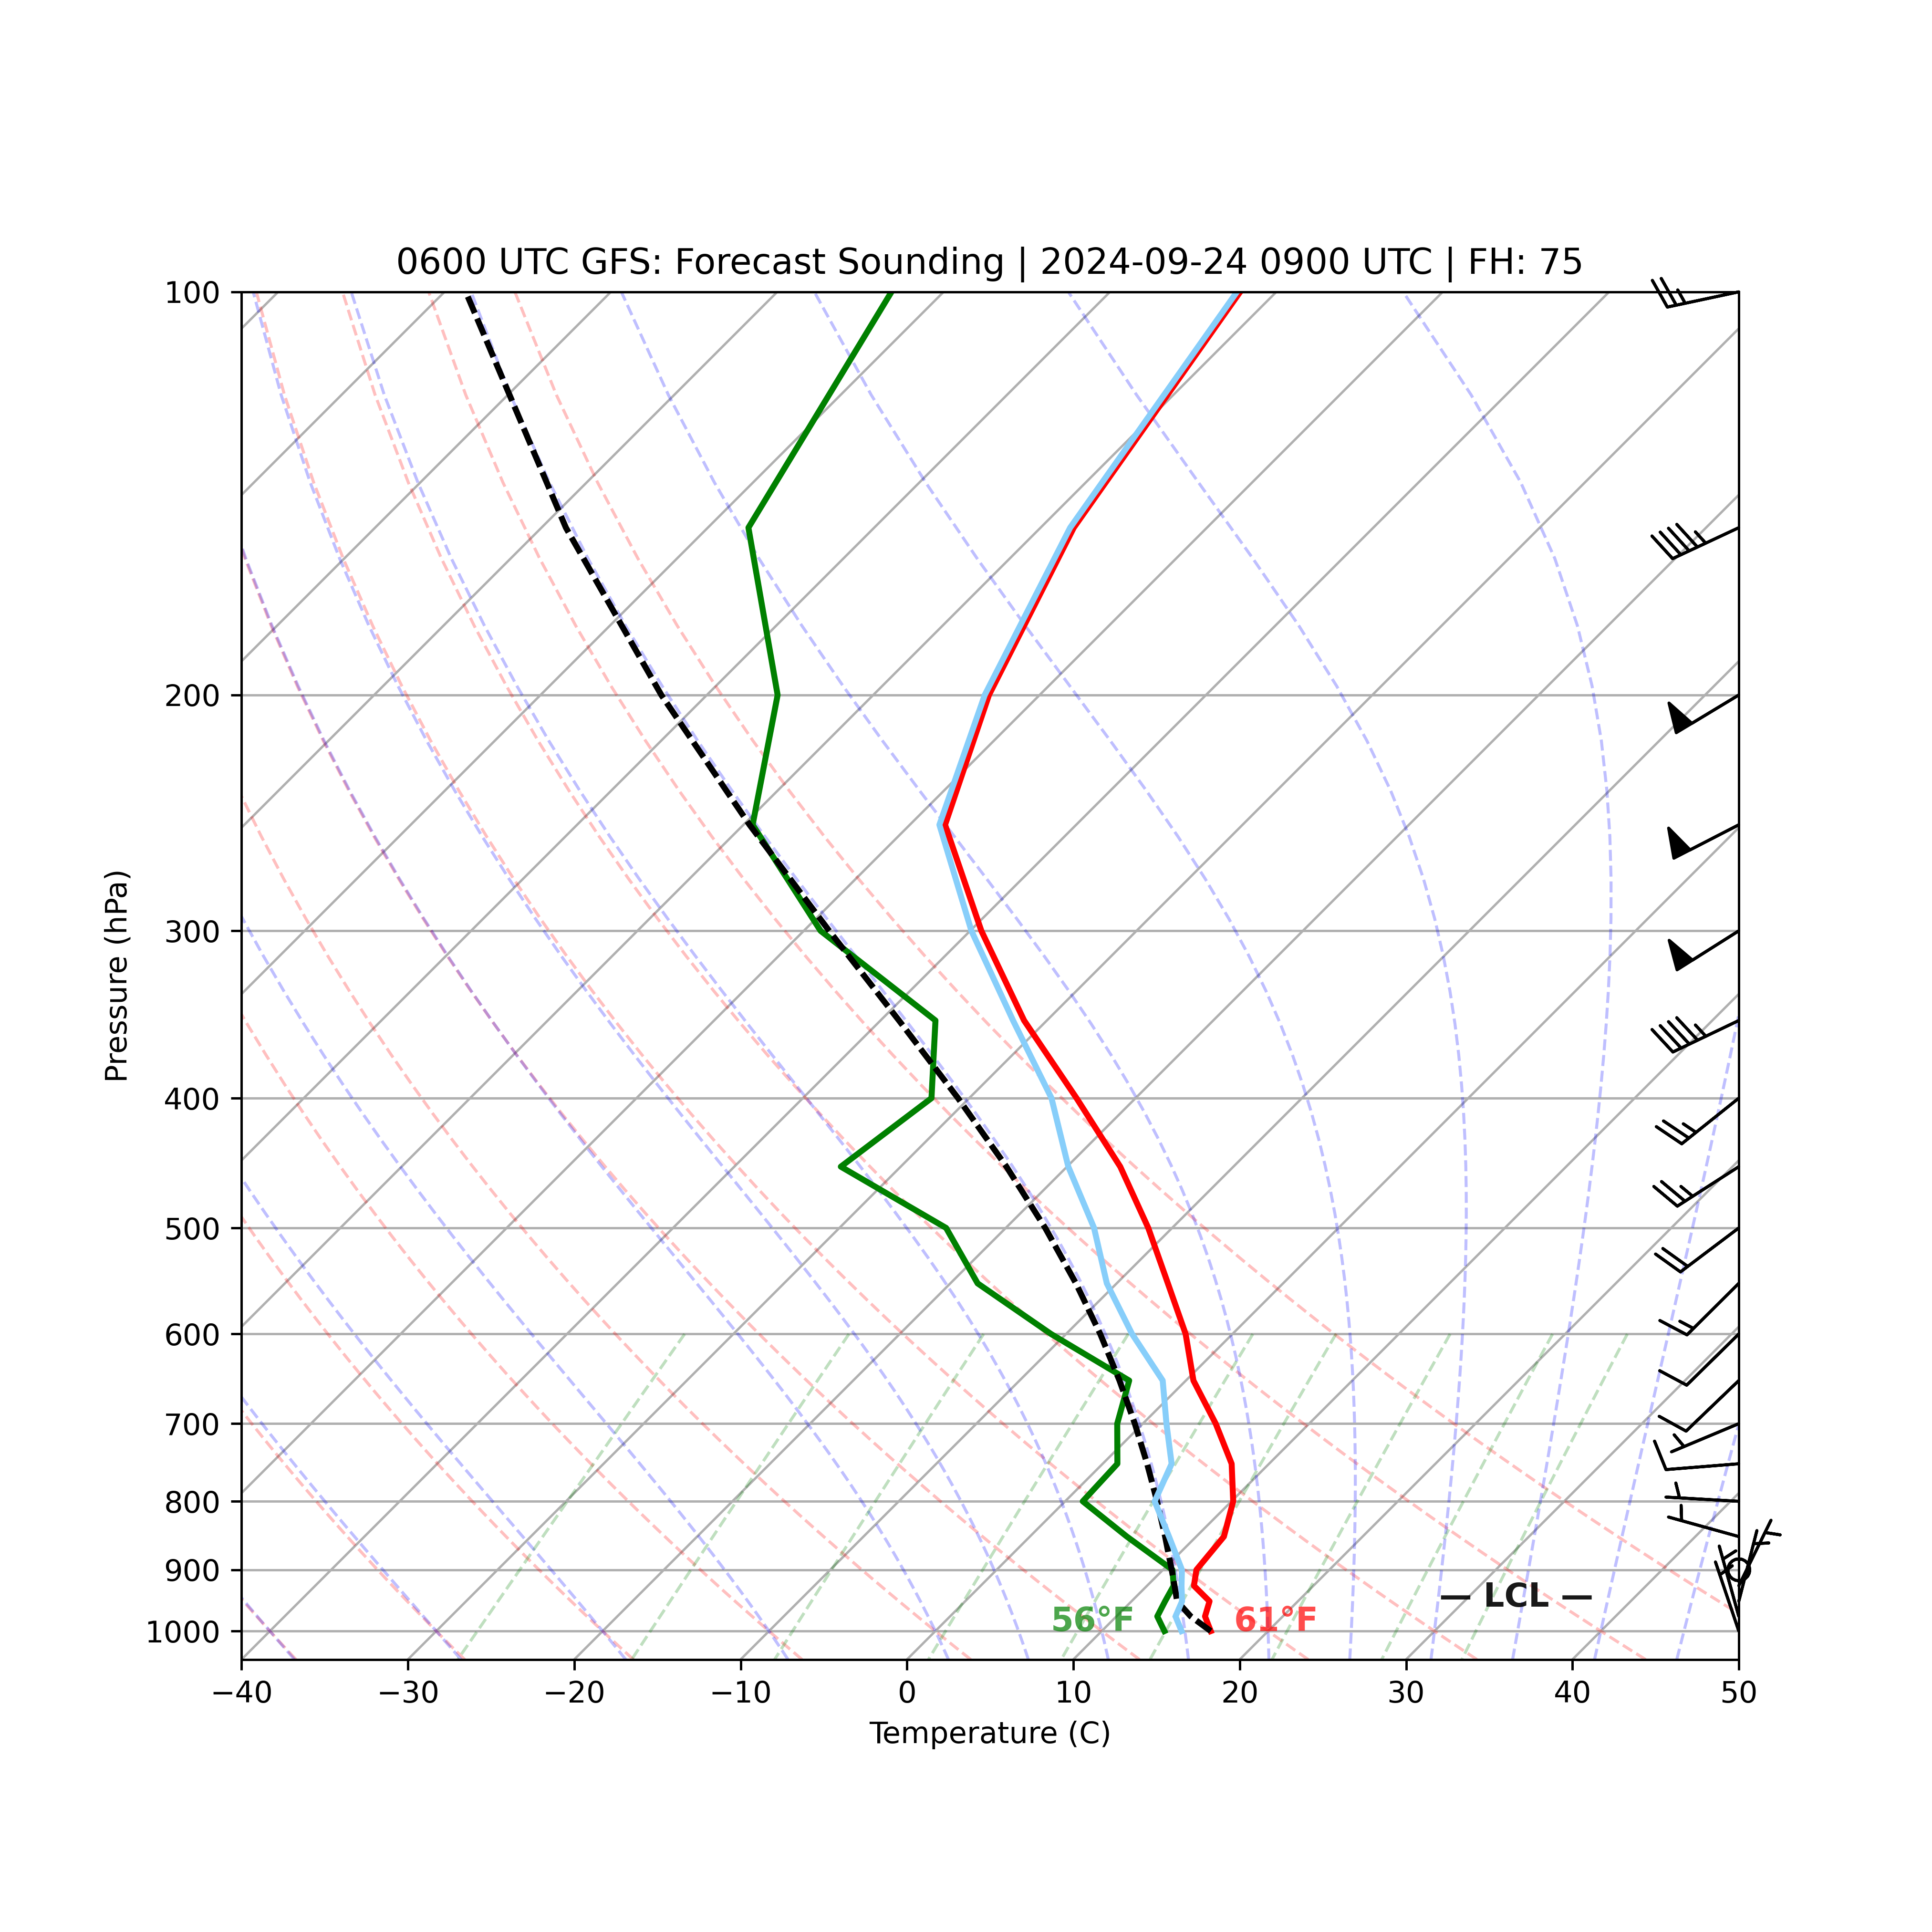 0600 UTC GFS: Forecast Sounding | 2024-09-24 0900 UTC | FH: 75
100
200
300
400
500
600
700
800
900
1000
Pressure (hPa)
— LCL —
56°F
61°F
−40 −30 −20 −10 0 10 20 30 40 50
Temperature (C)